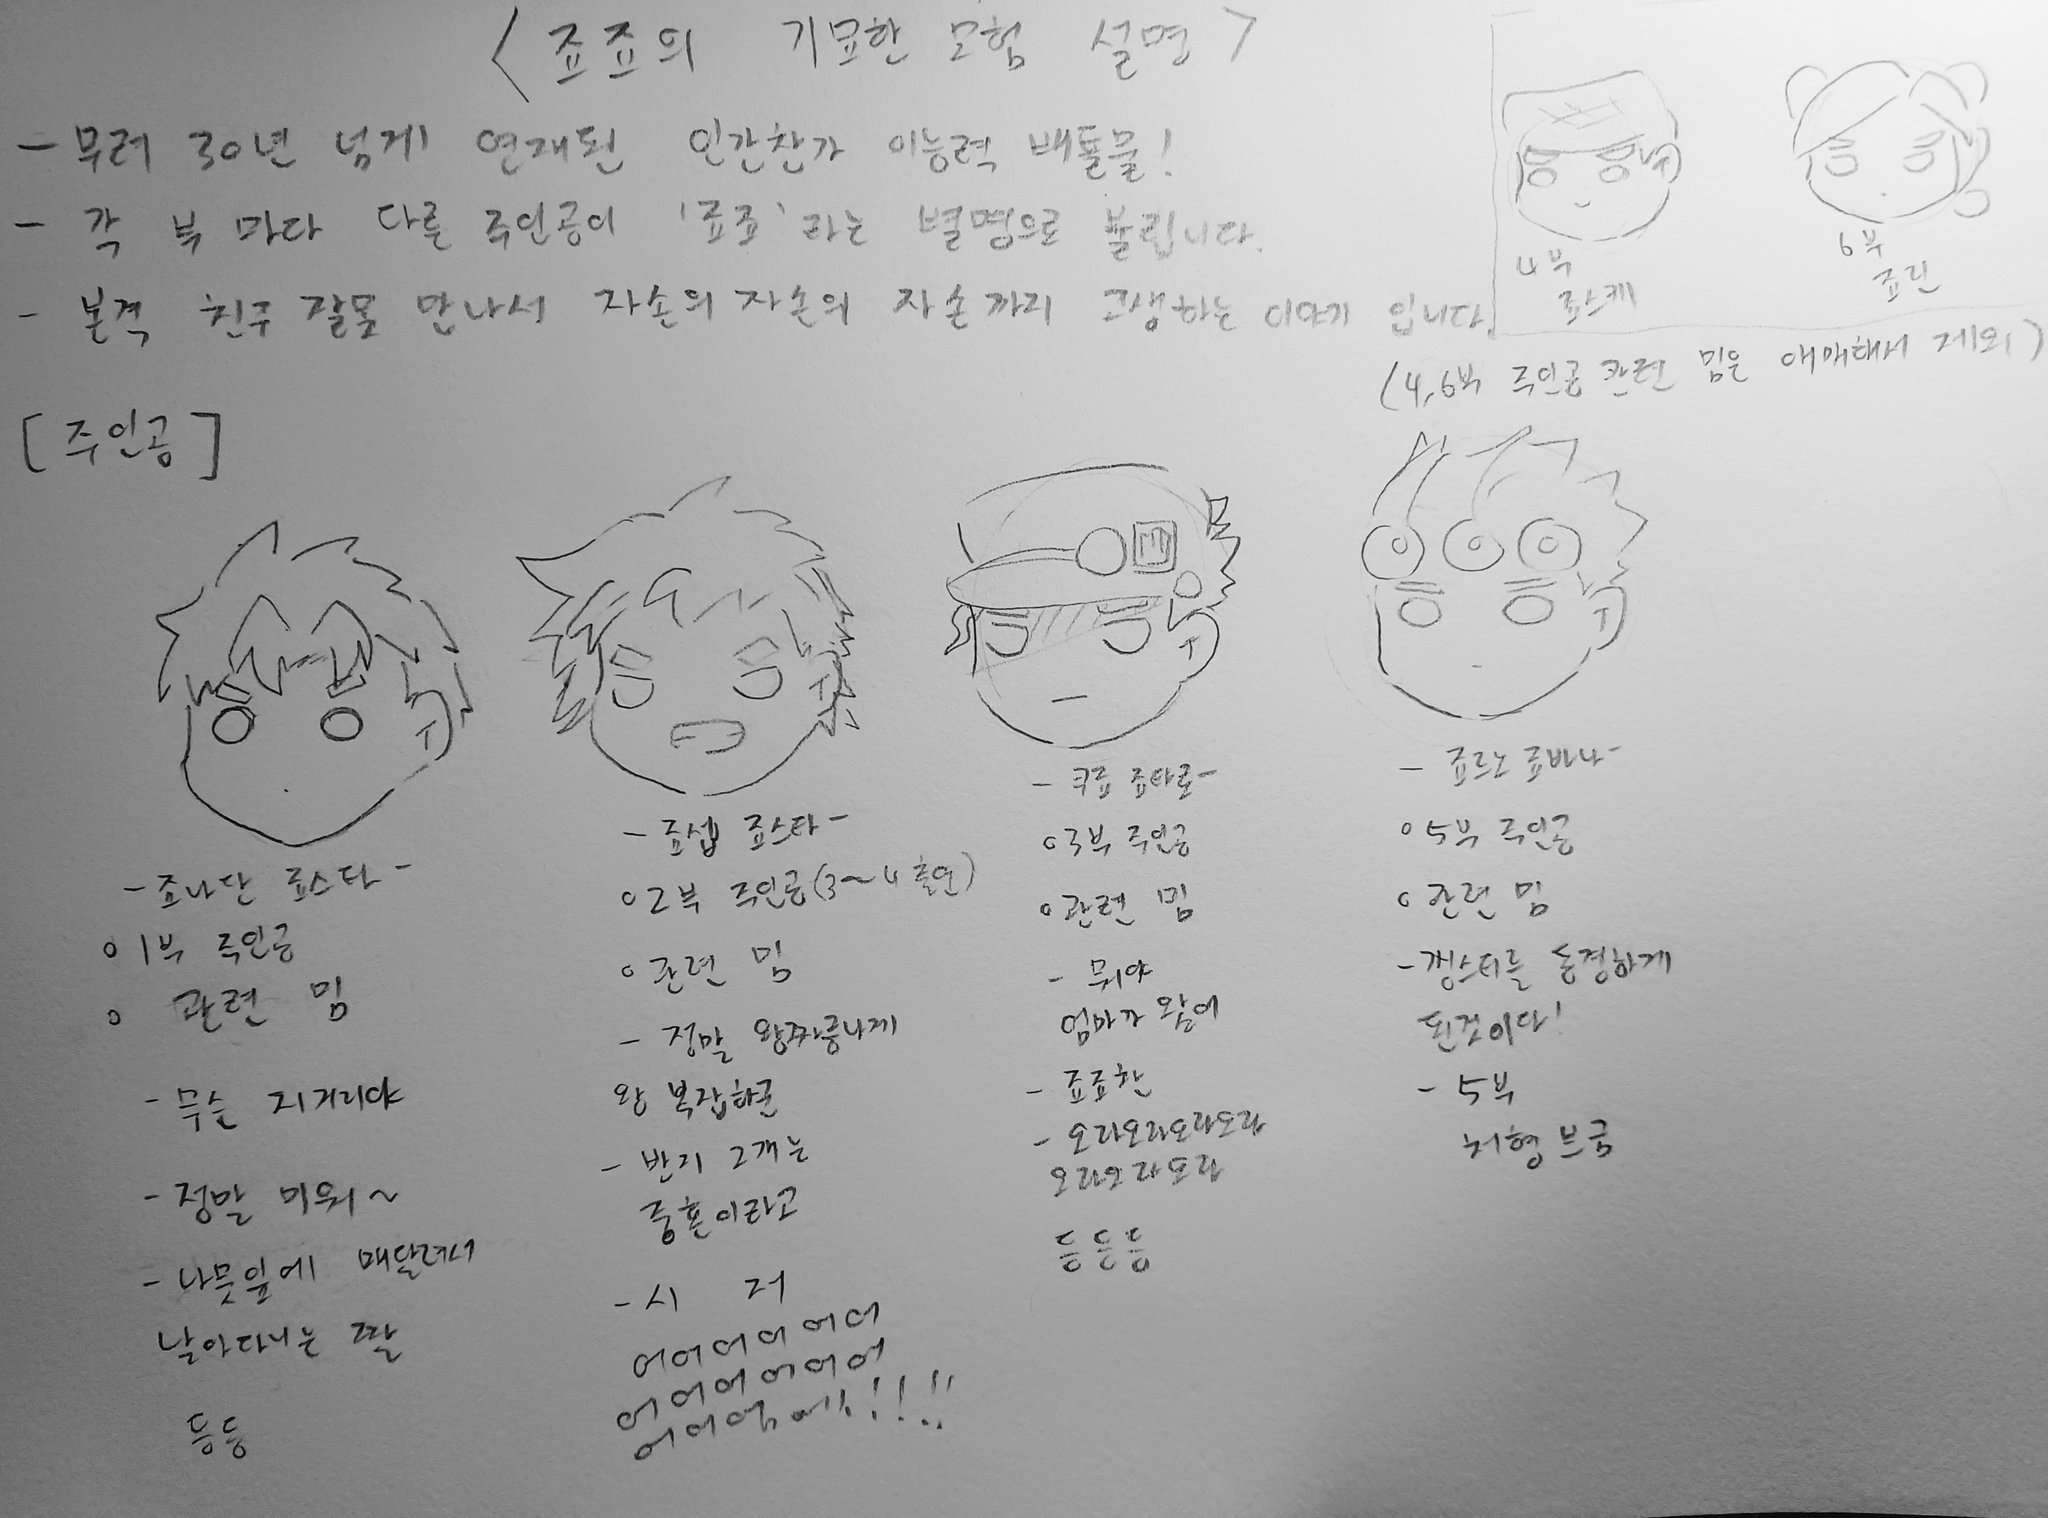 <죠죠의 기묘한 모험 설명>
- 무려 30년 넘게 연재된 인간찬가 이능력 배틀물!
- 각 부 마다 다른 주인공이 '죠죠'라는 별명으로 불립니다.
- 본격 친구 잘못 만나서 자손의 자손의 자손까지 고생하는 이야기 입니다.
4부
죠스케
6부
죠린
(4,6부 주인공 관련 밈은 애매해서 제외)
[주인공]
-죠나단 죠스타-
○1부 주인공
○ 관련 밈
- 무슨 지거리야
- 정말 미워~
- 나뭇잎에 매달려서
날아다니는 짤
등등
-죠셉 죠스타-
○2부 주인공(3~4 출연)
○관련 밈
- 정말 왕짜증나게
왕 복잡하군
- 반지 2개는
중혼이라고
- 시 저
어어어어어어
어어어어어어
어어엄에!!!!
-쿠죠 죠타로-
○3부 주인공
○관련 밈
- 뭐야
엄마가 왔어
- 죠죠한
- 오라오라오라오라
오라오라오라
등등등
- 죠르노 죠바나-
○5부 주인공
○관련 밈
-갱스터를 동경하게
된것이다!
- 5부
처형 브금